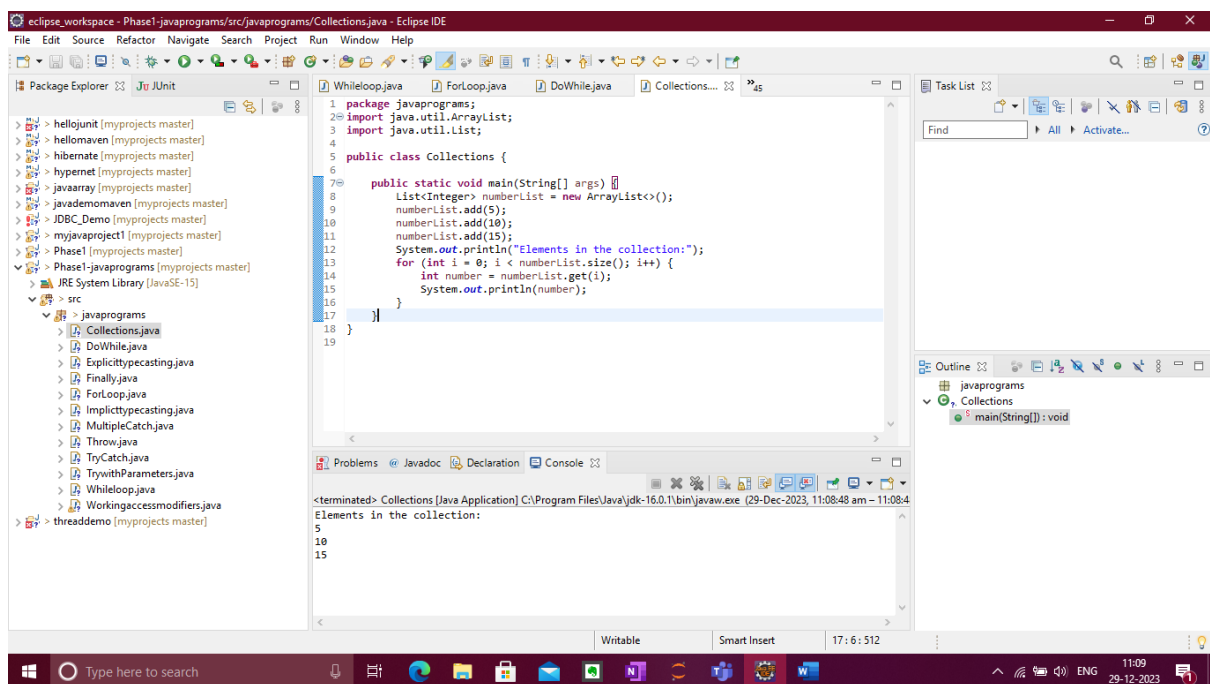 eclipse_workspace - Phase1-javaprograms/src/javaprograms/Collections.java - Eclipse IDE
File Edit Source Refactor Navigate Search Project Run Window Help
Package Explorer JUnit
> hellojunit [myprojects master]
> hellomaven [myprojects master]
> hibernate [myprojects master]
> hypernet [myprojects master]
> javaarray [myprojects master]
> javademomaven [myprojects master]
> JDBC_Demo [myprojects master]
> myjavaproject1 [myprojects master]
> Phase1 [myprojects master]
> Phase1-javaprograms [myprojects master]
JRE System Library [JavaSE-15]
> src
> javaprograms
Collections.java
DoWhile.java
Explicittypecasting.java
Finally.java
ForLoop.java
Implicttypecasting.java
MultipleCatch.java
Throw.java
TryCatch.java
TrywithParameters.java
Whileloop.java
Workingaccessmodifiers.java
> threaddemo [myprojects master]
Whileloop.java ForLoop.java DoWhile.java Collections.... »45
1 package javaprograms;
2 import java.util.ArrayList;
3 import java.util.List;
4
5 public class Collections {
6
7 public static void main(String[] args) {
8 List<Integer> numberList = new ArrayList<>();
9 numberList.add(5);
10 numberList.add(10);
11 numberList.add(15);
12 System.out.println("Elements in the collection:");
13 for (int i = 0; i < numberList.size(); i++) {
14 int number = numberList.get(i);
15 System.out.println(number);
16 }
17 }
18 }
19
Problems @ Javadoc Declaration Console
<terminated> Collections [Java Application] C:\Program Files\Java\jdk-16.0.1\bin\javaw.exe (29-Dec-2023, 11:08:48 am – 11:08:4
Elements in the collection:
5
10
15
Task List
Find All Activate...
Outline
javaprograms
Collections
main(String[]) : void
Writable Smart Insert 17 : 6 : 512
Type here to search
ENG
11:09
29-12-2023